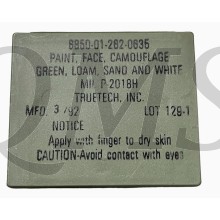 6850-01-262-0635
PAINT, FACE, CAMOUFLAGE
GREEN, LOAM, SAND AND WHITE
MIL P-2018H
TRUETECH, INC.
MFD. 3/92 LOT 129-1
NOTICE
Apply with finger to dry skin
CAUTION-Avoid contact with eyes